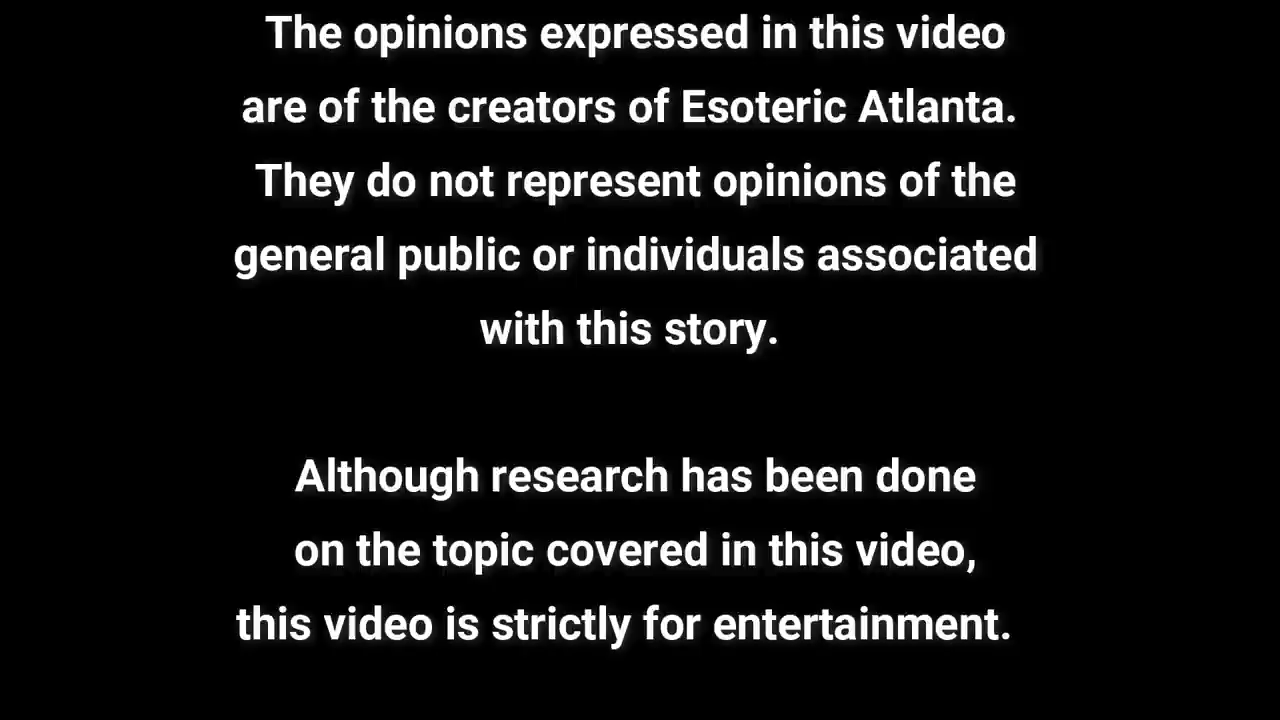 The opinions expressed in this video
are of the creators of Esoteric Atlanta.
They do not represent opinions of the
general public or individuals associated
with this story.
Although research has been done
on the topic covered in this video,
this video is strictly for entertainment.